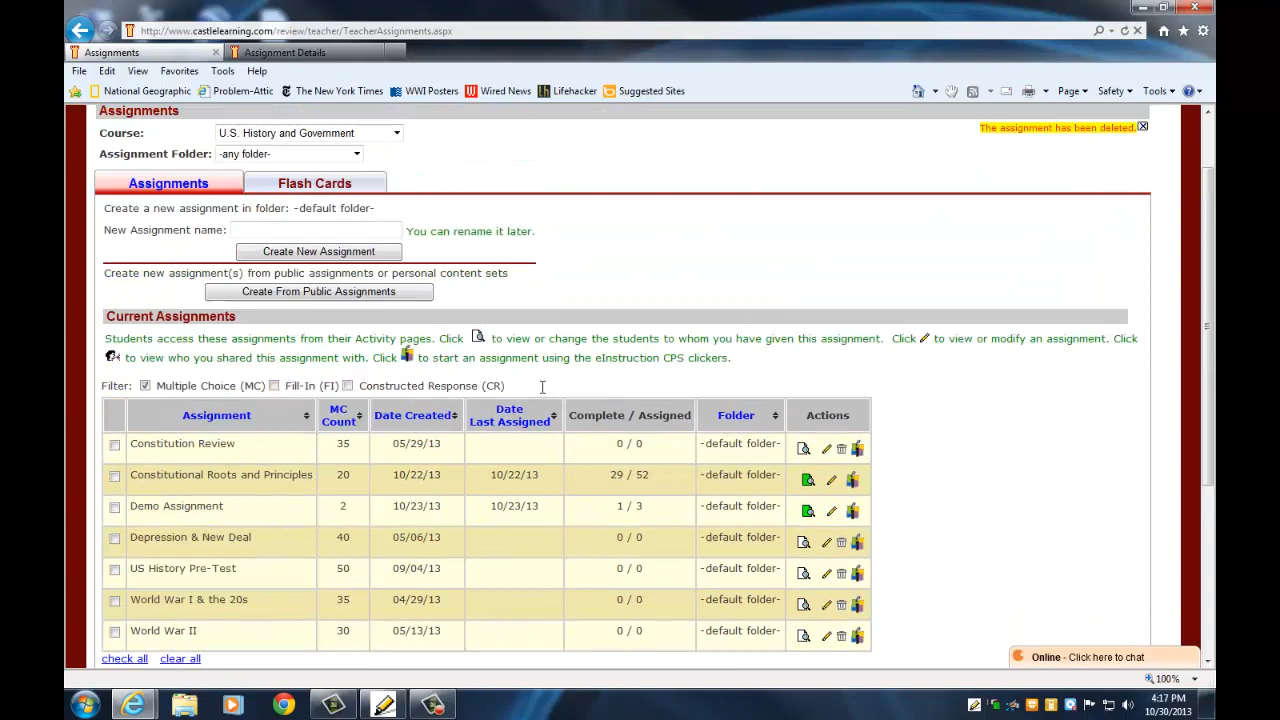 http://www.castlelearning.com/review/teacher/TeacherAssignments.aspx
Assignments
Assignment Details
File Edit View Favorites Tools Help
National Geographic Problem-Attic The New York Times WWI Posters Wired News Lifehacker Suggested Sites Page Safety Tools
Assignments
Course: U.S. History and Government
The assignment has been deleted.
Assignment Folder: -any folder-
Assignments Flash Cards
Create a new assignment in folder: -default folder-
New Assignment name: You can rename it later.
Create New Assignment
Create new assignment(s) from public assignments or personal content sets
Create From Public Assignments
Current Assignments
Students access these assignments from their Activity pages. Click to view or change the students to whom you have given this assignment. Click to view or modify an assignment. Click
to view who you shared this assignment with. Click to start an assignment using the eInstruction CPS clickers.
Filter: Multiple Choice (MC) Fill-In (FI) Constructed Response (CR)
Assignment MC Count Date Created Date Last Assigned Complete / Assigned Folder Actions
Constitution Review 35 05/29/13 0 / 0 -default folder-
Constitutional Roots and Principles 20 10/22/13 10/22/13 29 / 52 -default folder-
Demo Assignment 2 10/23/13 10/23/13 1 / 3 -default folder-
Depression & New Deal 40 05/06/13 0 / 0 -default folder-
US History Pre-Test 50 09/04/13 0 / 0 -default folder-
World War I & the 20s 35 04/29/13 0 / 0 -default folder-
World War II 30 05/13/13 0 / 0 -default folder-
check all clear all
Online - Click here to chat
100%
4:17 PM
10/30/2013